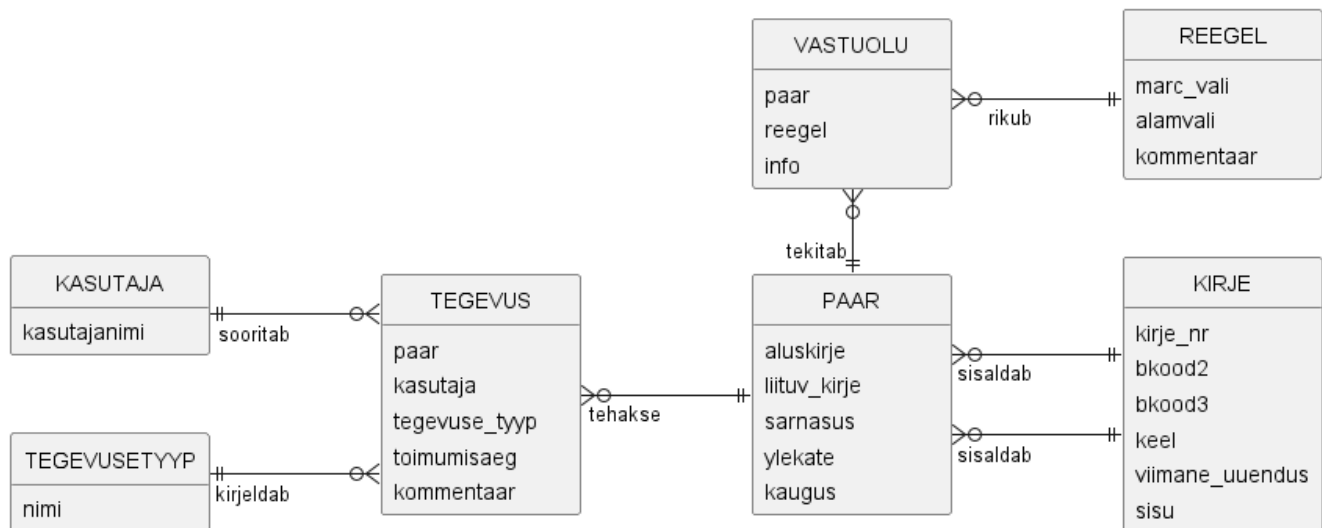 VASTUOLU
paar
reegel
info
REEGEL
marc_vali
alamvali
kommentaar
rikub
tekitab
KASUTAJA
kasutajanimi
sooritab
TEGEVUS
paar
kasutaja
tegevuse_tyyp
toimumisaeg
kommentaar
tehakse
PAAR
aluskirje
liituv_kirje
sarnasus
ylekate
kaugus
sisaldab
sisaldab
KIRJE
kirje_nr
bkood2
bkood3
keel
viimane_uuendus
sisu
TEGEVUSETYYP
nimi
kirjeldab